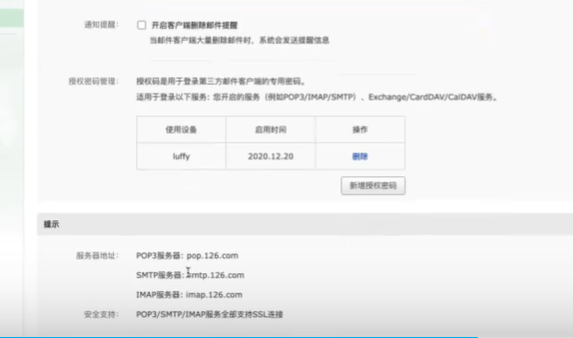 通知提醒： 开启客户端删除邮件提醒
当邮件客户端大量删除邮件时，系统会发送提醒信息
授权密码管理： 授权码是用于登录第三方邮件客户端的专用密码。
适用于登录以下服务：您开启的服务（例如POP3/IMAP/SMTP）、Exchange/CardDAV/CalDAV服务。
使用设备 启用时间 操作
luffy 2020.12.20 删除
新增授权密码
提示
服务器地址： POP3服务器: pop.126.com
SMTP服务器: smtp.126.com
IMAP服务器: imap.126.com
安全支持： POP3/SMTP/IMAP服务全部支持SSL连接